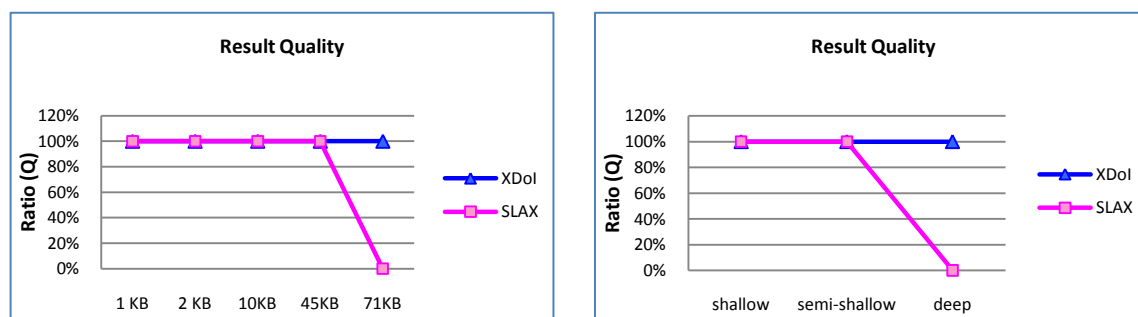 Result Quality
Ratio (Q)
120%
100%
80%
60%
40%
20%
0%
1 KB 2 KB 10KB 45KB 71KB
XDoI
SLAX
Result Quality
Ratio (Q)
120%
100%
80%
60%
40%
20%
0%
shallow semi-shallow deep
XDoI
SLAX